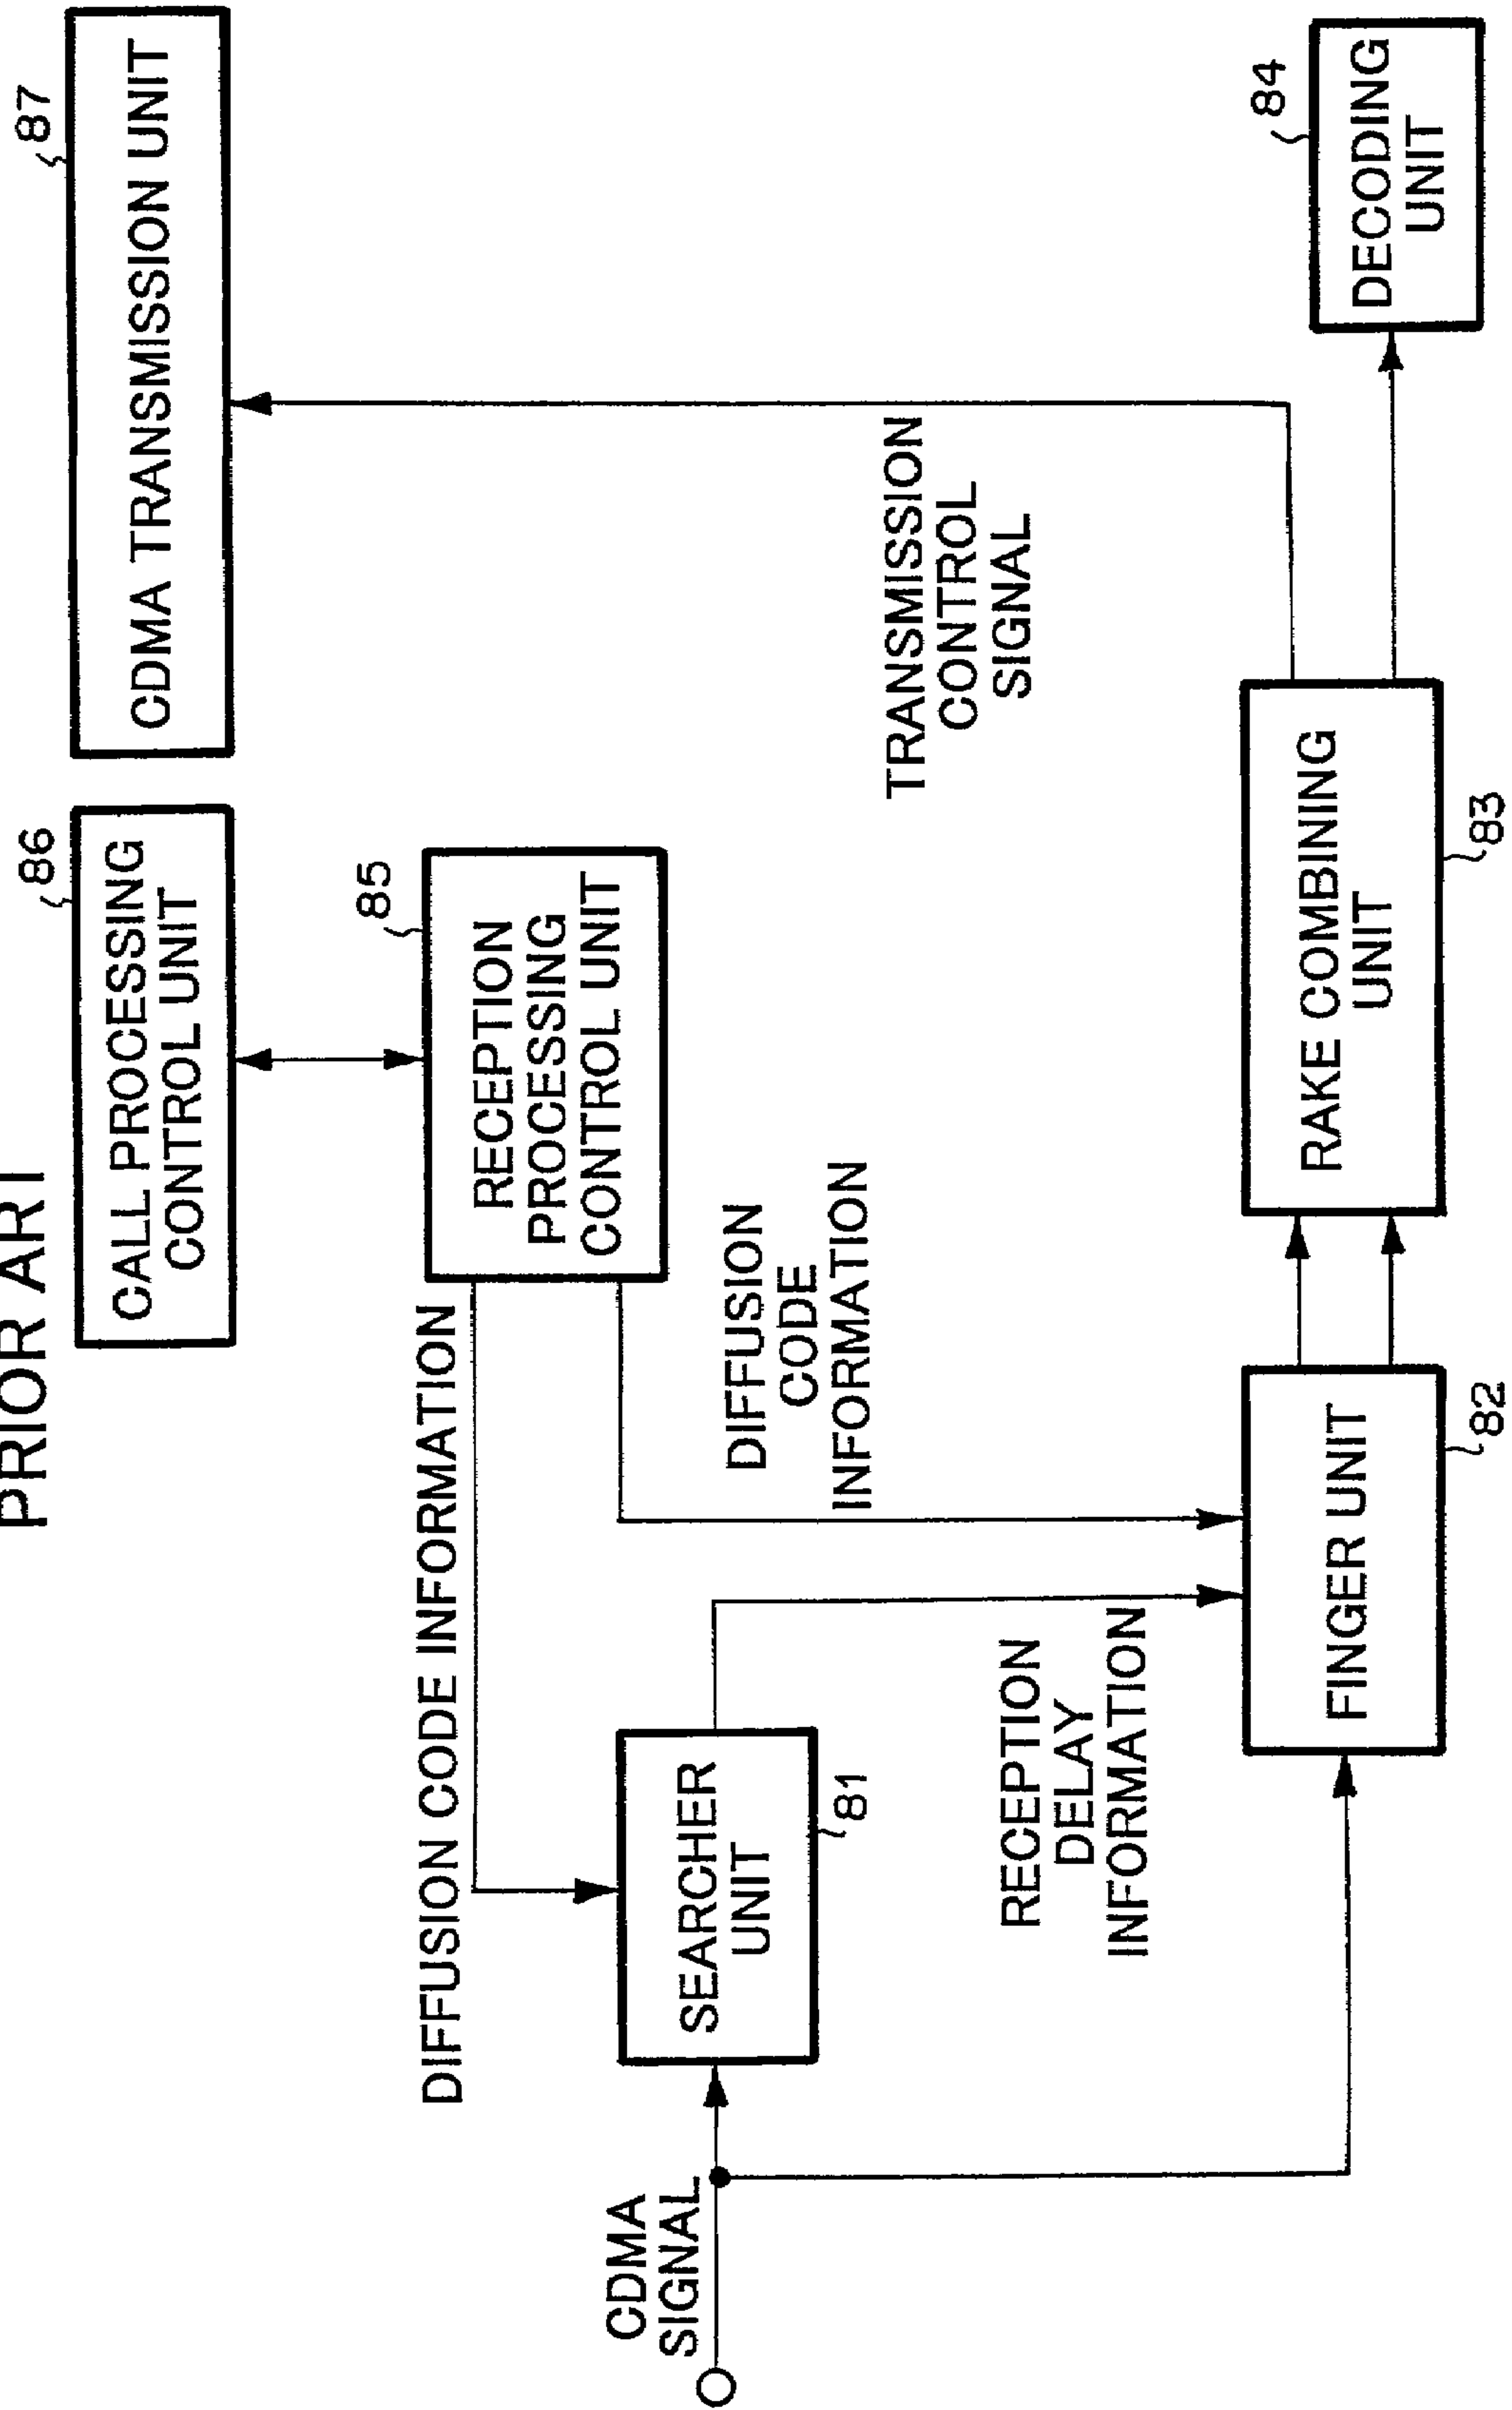 PRIOR ART
86
CALL PROCESSING
CONTROL UNIT
87
CDMA TRANSMISSION UNIT
85
RECEPTION
PROCESSING
CONTROL UNIT
DIFFUSION CODE INFORMATION
CDMA
SIGNAL
SEARCHER
UNIT
81
DIFFUSION
CODE
INFORMATION
TRANSMISSION
CONTROL
SIGNAL
RECEPTION
DELAY
INFORMATION
FINGER UNIT
82
RAKE COMBINING
UNIT
83
84
DECODING
UNIT